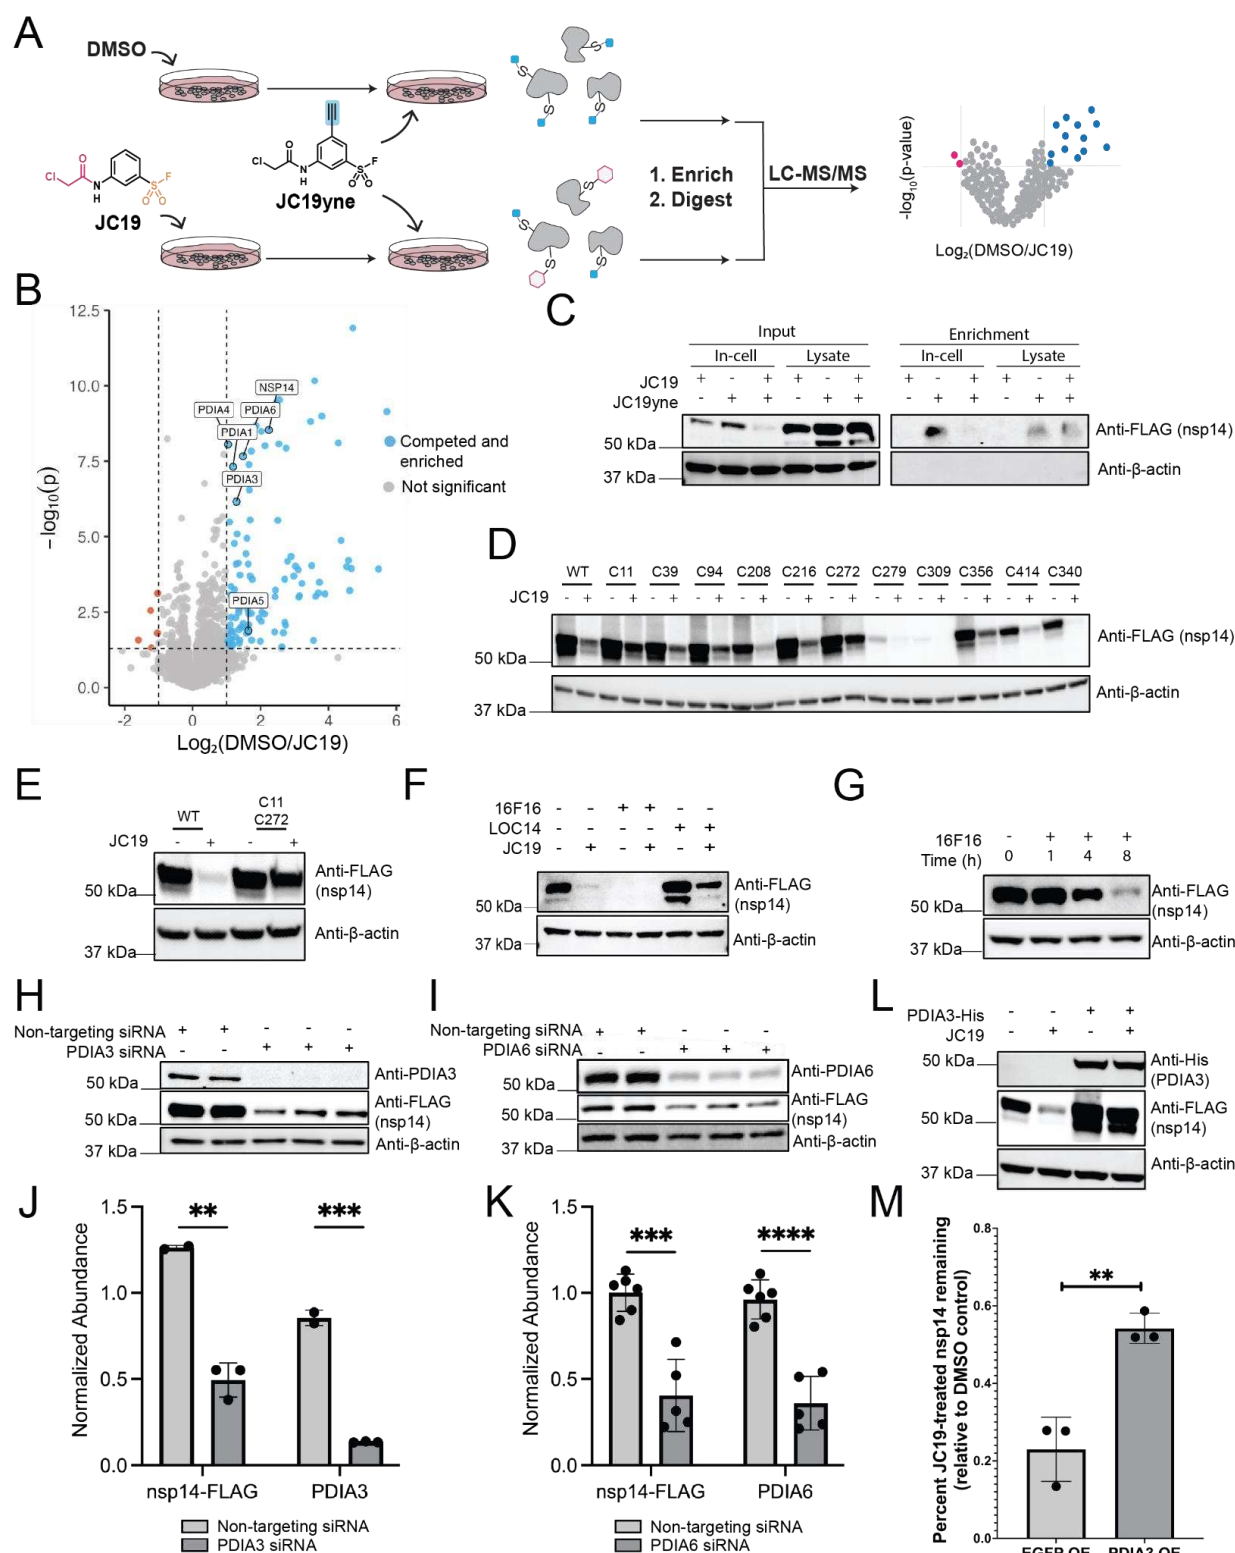 A
DMSO
Cl
O
N
H
F
S
O O
JC19
Cl
O
N
H
F
S
O O
JC19yne
S
S
S
S
S
S
S
1. Enrich
2. Digest
LC-MS/MS
-log10(p-value)
Log2(DMSO/JC19)
B
12.5
10.0
7.5
5.0
2.5
0.0
-2 0 2 4 6
−log10(p)
Log2(DMSO/JC19)
NSP14
PDIA4 PDIA6
PDIA1
PDIA3
PDIA5
Competed and
enriched
Not significant
C
Input Enrichment
In-cell Lysate In-cell Lysate
JC19 + - + + - + + - + + - +
JC19yne - + + - + + - + + - + +
50 kDa
37 kDa
Anti-FLAG (nsp14)
Anti-β-actin
D
WT C11 C39 C94 C208 C216 C272 C279 C309 C356 C414 C340
JC19 - + - + - + - + - + - + - + - + - + - + - + - +
50 kDa
37 kDa
Anti-FLAG (nsp14)
Anti-β-actin
E
WT C11
C272
JC19 - + - +
50 kDa
37 kDa
Anti-FLAG
(nsp14)
Anti-β-actin
F
16F16 - - + + - -
LOC14 - - - - + +
JC19 - + - + - +
50 kDa
37 kDa
Anti-FLAG
(nsp14)
Anti-β-actin
G
16F16 - + + +
Time (h) 0 1 4 8
50 kDa
37 kDa
Anti-FLAG
(nsp14)
Anti-β-actin
H
Non-targeting siRNA + + - - -
PDIA3 siRNA - - + + +
50 kDa
50 kDa
37 kDa
Anti-PDIA3
Anti-FLAG
(nsp14)
Anti-β-actin
I
Non-targeting siRNA + + - - -
PDIA6 siRNA - - + + +
50 kDa
50 kDa
37 kDa
Anti-PDIA6
Anti-FLAG
(nsp14)
Anti-β-actin
L
PDIA3-His - - + +
JC19 - + - +
50 kDa
50 kDa
37 kDa
Anti-His
(PDIA3)
Anti-FLAG
(nsp14)
Anti-β-actin
J
Normalized Abundance
1.5
1.0
0.5
0.0
** ***
nsp14-FLAG PDIA3
Non-targeting siRNA
PDIA3 siRNA
K
Normalized Abundance
1.5
1.0
0.5
0.0
*** ****
nsp14-FLAG PDIA6
Non-targeting siRNA
PDIA6 siRNA
M
Percent JC19-treated nsp14 remaining
(relative to DMSO control)
0.8
0.6
0.4
0.2
0.0
**
EGFP OE PDIA3 OE